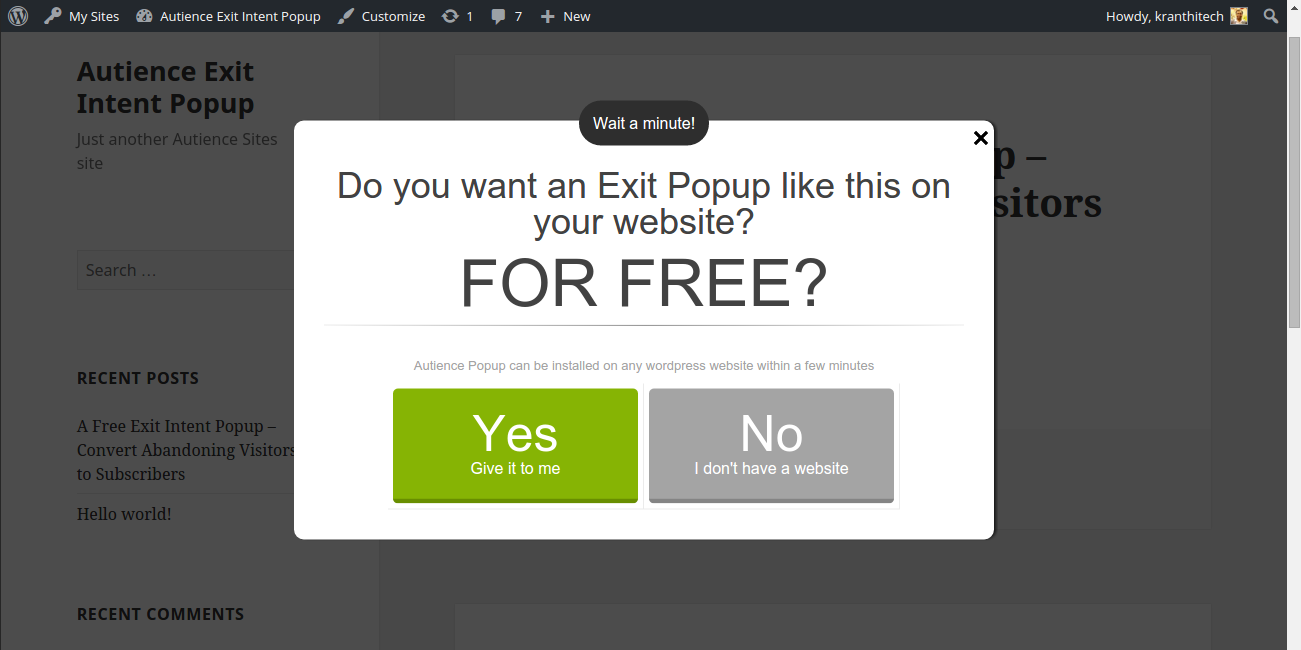 My Sites Autience Exit Intent Popup Customize 1 7 New Howdy, kranthitech
Autience Exit
Intent Popup
Just another Autience Sites
site
Search …
RECENT POSTS
A Free Exit Intent Popup –
Convert Abandoning Visitors
to Subscribers
Hello world!
RECENT COMMENTS
Wait a minute!
Do you want an Exit Popup like this on
your website?
FOR FREE?
Autience Popup can be installed on any wordpress website within a few minutes
Yes
Give it to me
No
I don't have a website